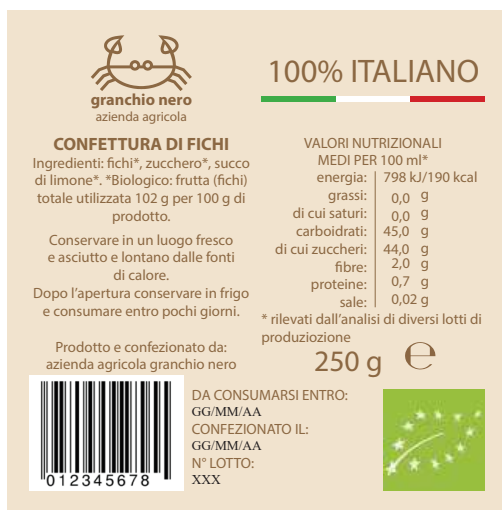 granchio nero
azienda agricola
100% ITALIANO
CONFETTURA DI FICHI
Ingredienti: fichi*, zucchero*, succo
di limone*. *Biologico: frutta (fichi)
totale utilizzata 102 g per 100 g di
prodotto.
Conservare in un luogo fresco
e asciutto e lontano dalle fonti
di calore.
Dopo l'apertura conservare in frigo
e consumare entro pochi giorni.
Prodotto e confezionato da:
azienda agricola granchio nero
VALORI NUTRIZIONALI
MEDI PER 100 ml*
energia: 798 kJ/190 kcal
grassi: 0,0 g
di cui saturi: 0,0 g
carboidrati: 45,0 g
di cui zuccheri: 44,0 g
fibre: 2,0 g
proteine: 0,7 g
sale: 0,02 g
* rilevati dall'analisi di diversi lotti di
produziozione
250 g ℮
012345678
DA CONSUMARSI ENTRO:
GG/MM/AA
CONFEZIONATO IL:
GG/MM/AA
N° LOTTO:
XXX